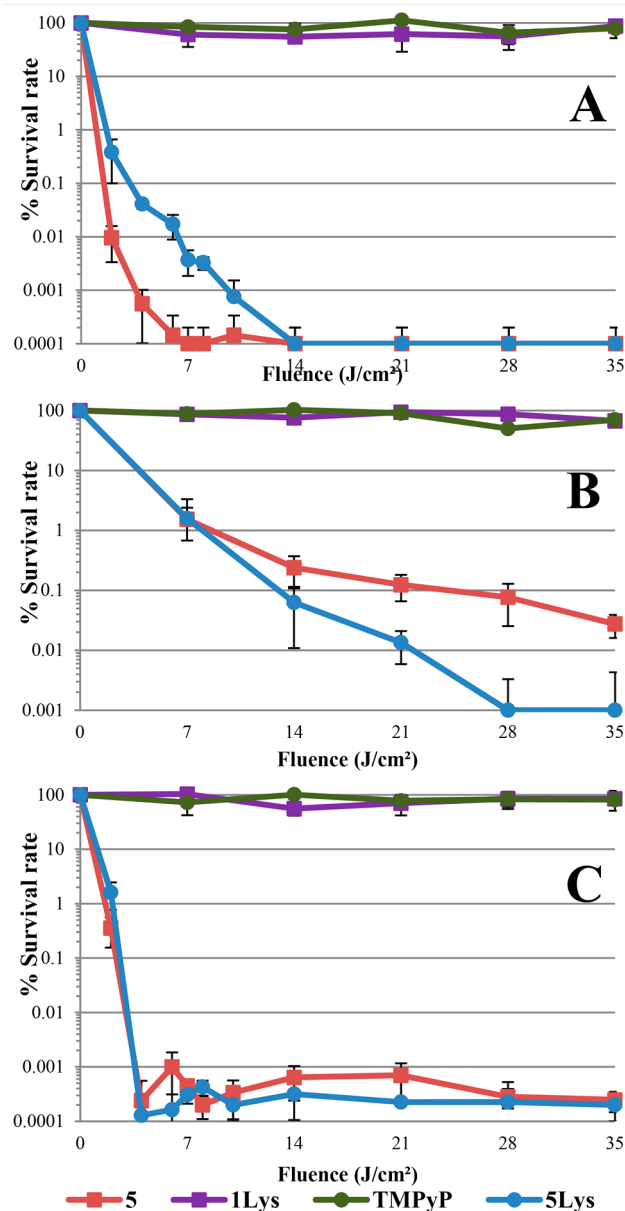 100
10
1
0.1
0.01
0.001
0.0001
% Survival rate
A
0 7 14 21 28 35
Fluence (J/cm²)
100
10
1
0.1
0.01
0.001
% Survival rate
B
0 7 14 21 28 35
Fluence (J/cm²)
100
10
1
0.1
0.01
0.001
0.0001
% Survival rate
C
0 7 14 21 28 35
Fluence (J/cm²)
5 1Lys TMPyP 5Lys